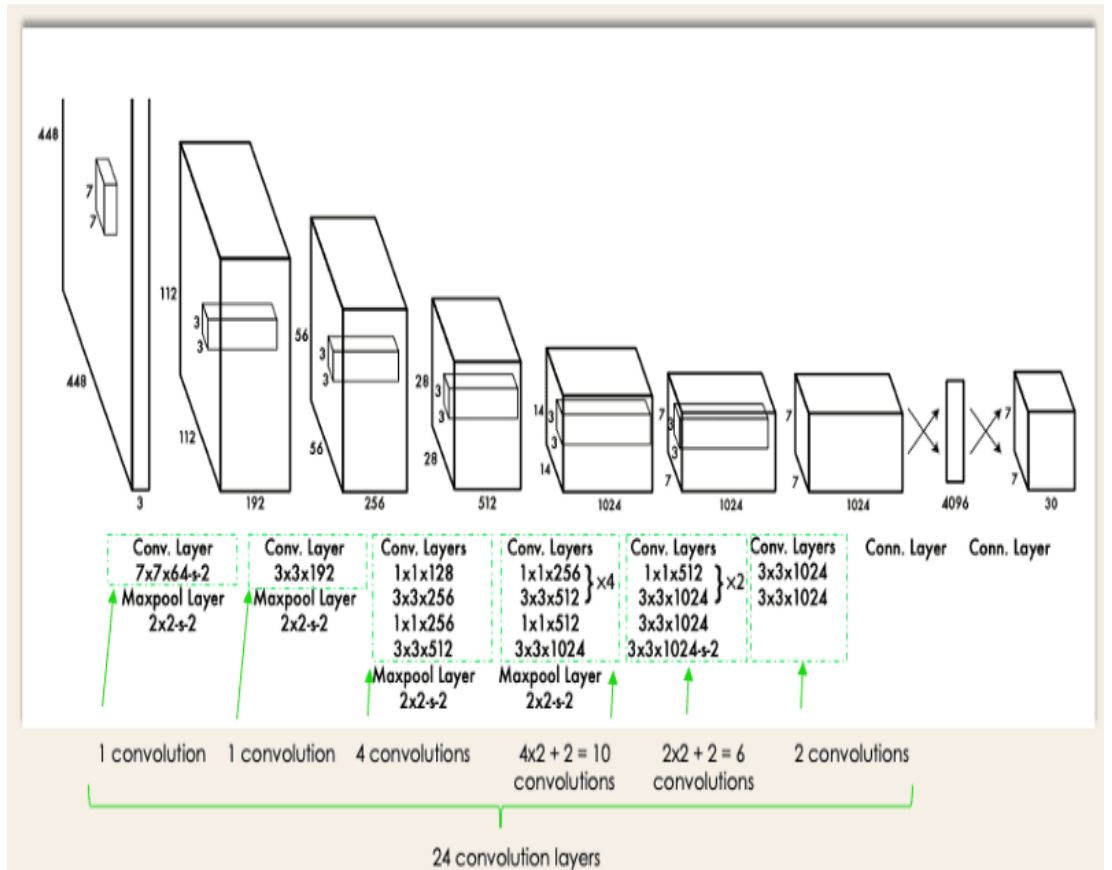 448
7
7
448
3
112
3
3
112
192
56
3
3
56
256
28
3
3
28
512
14
3
3
14
1024
7
3
3
7
1024
7
7
1024
4096
7
7
30
Conv. Layer
7x7x64-s-2
Maxpool Layer
2x2-s-2
Conv. Layer
3x3x192
Maxpool Layer
2x2-s-2
Conv. Layers
1x1x128
3x3x256
1x1x256
3x3x512
Maxpool Layer
2x2-s-2
Conv. Layers
1x1x256
3x3x512
}x4
1x1x512
3x3x1024
Maxpool Layer
2x2-s-2
Conv. Layers
1x1x512
3x3x1024
}x2
3x3x1024
3x3x1024-s-2
Conv. Layers
3x3x1024
3x3x1024
Conn. Layer
Conn. Layer
1 convolution
1 convolution
4 convolutions
4x2 + 2 = 10
convolutions
2x2 + 2 = 6
convolutions
2 convolutions
24 convolution layers